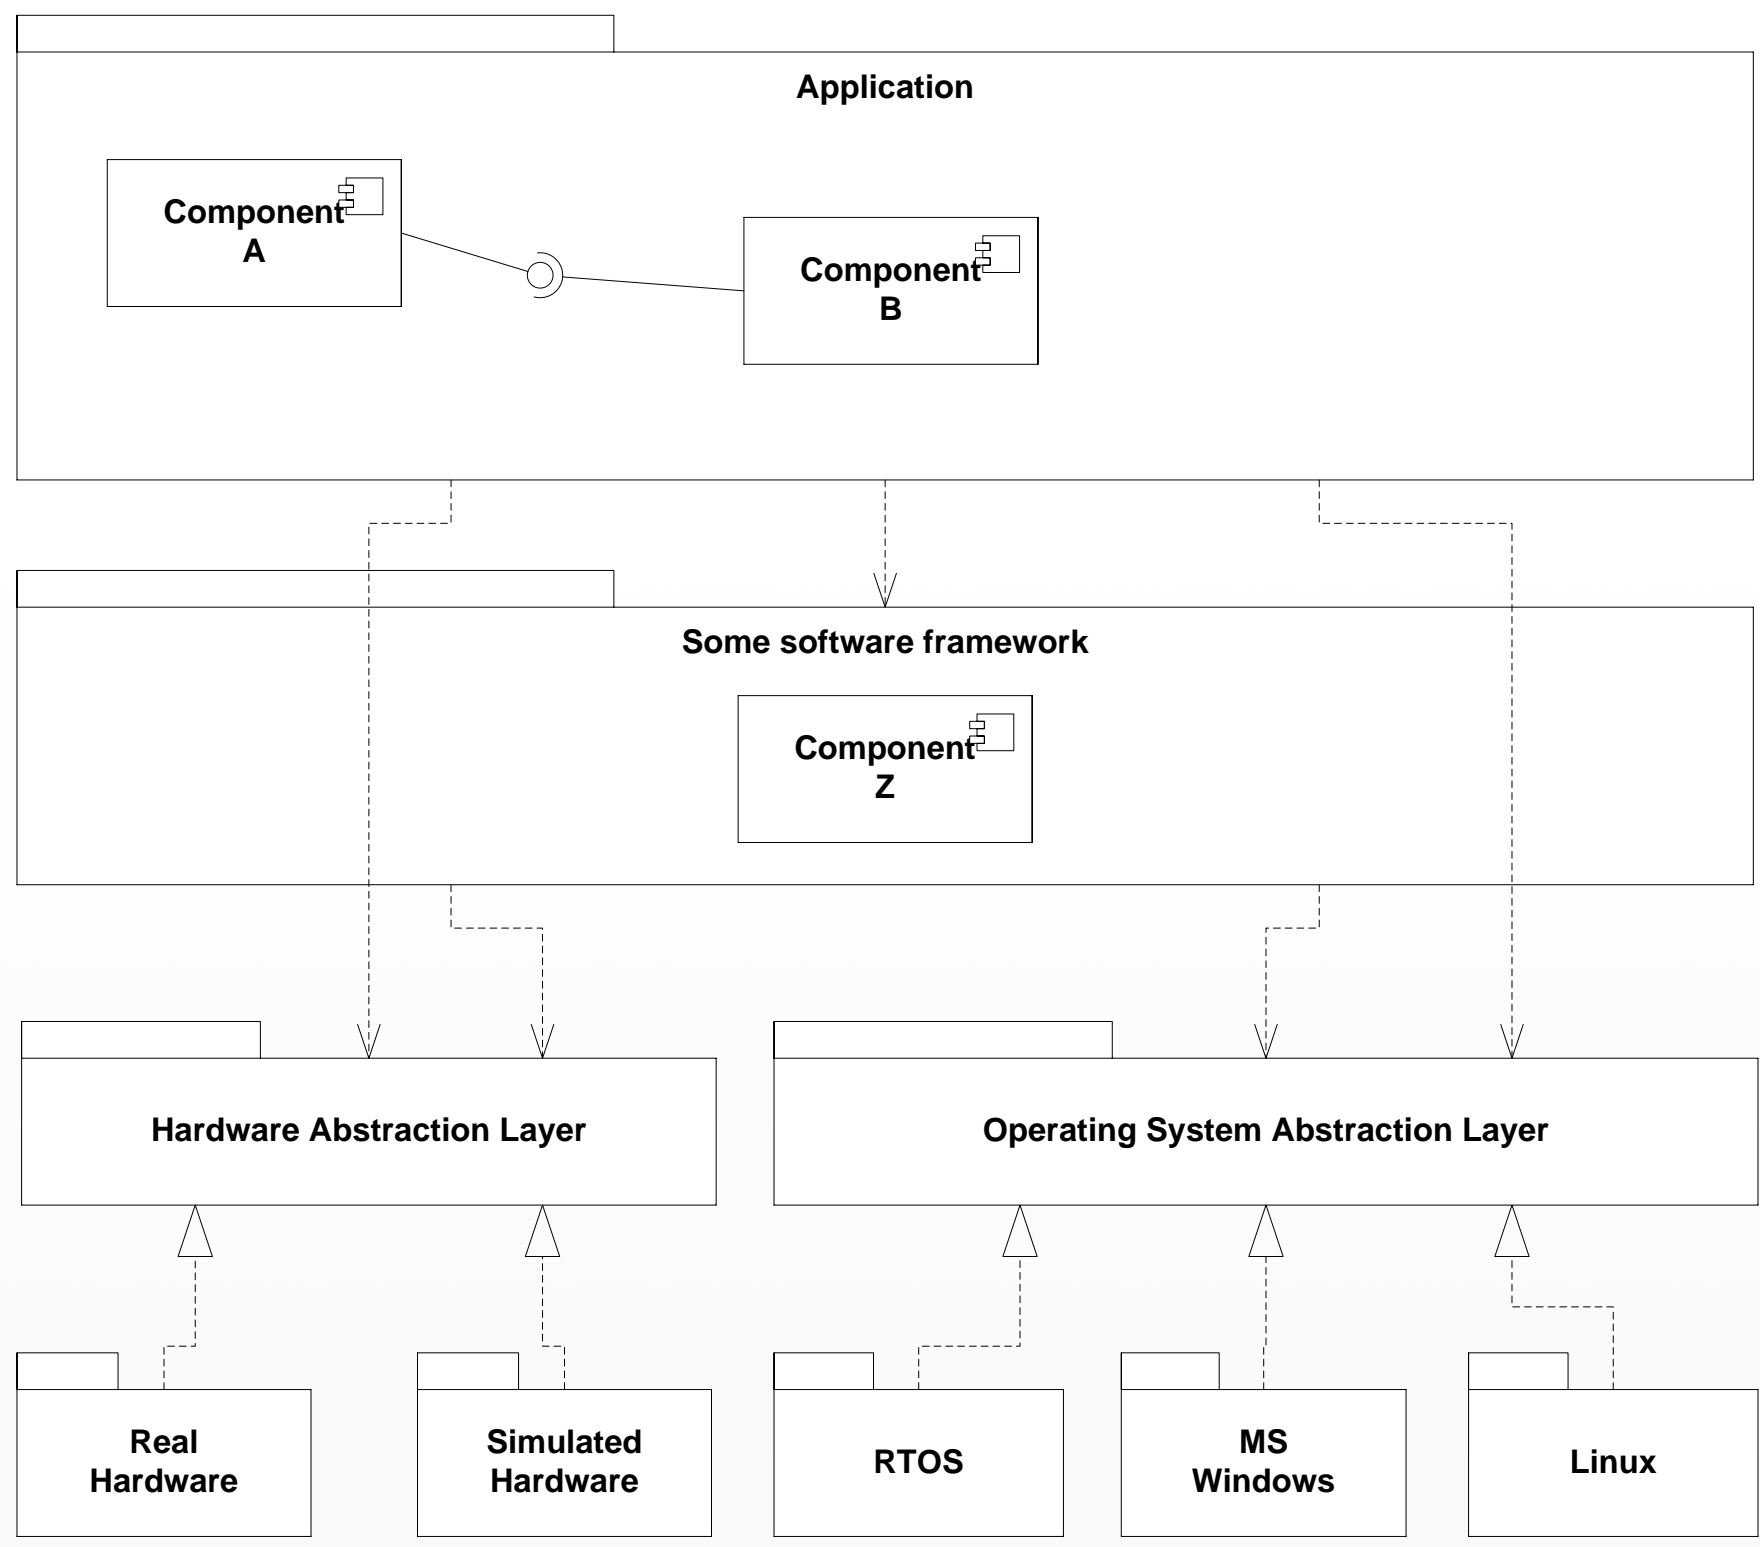 Application
Component
A
Component
B
Some software framework
Component
Z
Hardware Abstraction Layer
Operating System Abstraction Layer
Real
Hardware
Simulated
Hardware
RTOS
MS
Windows
Linux